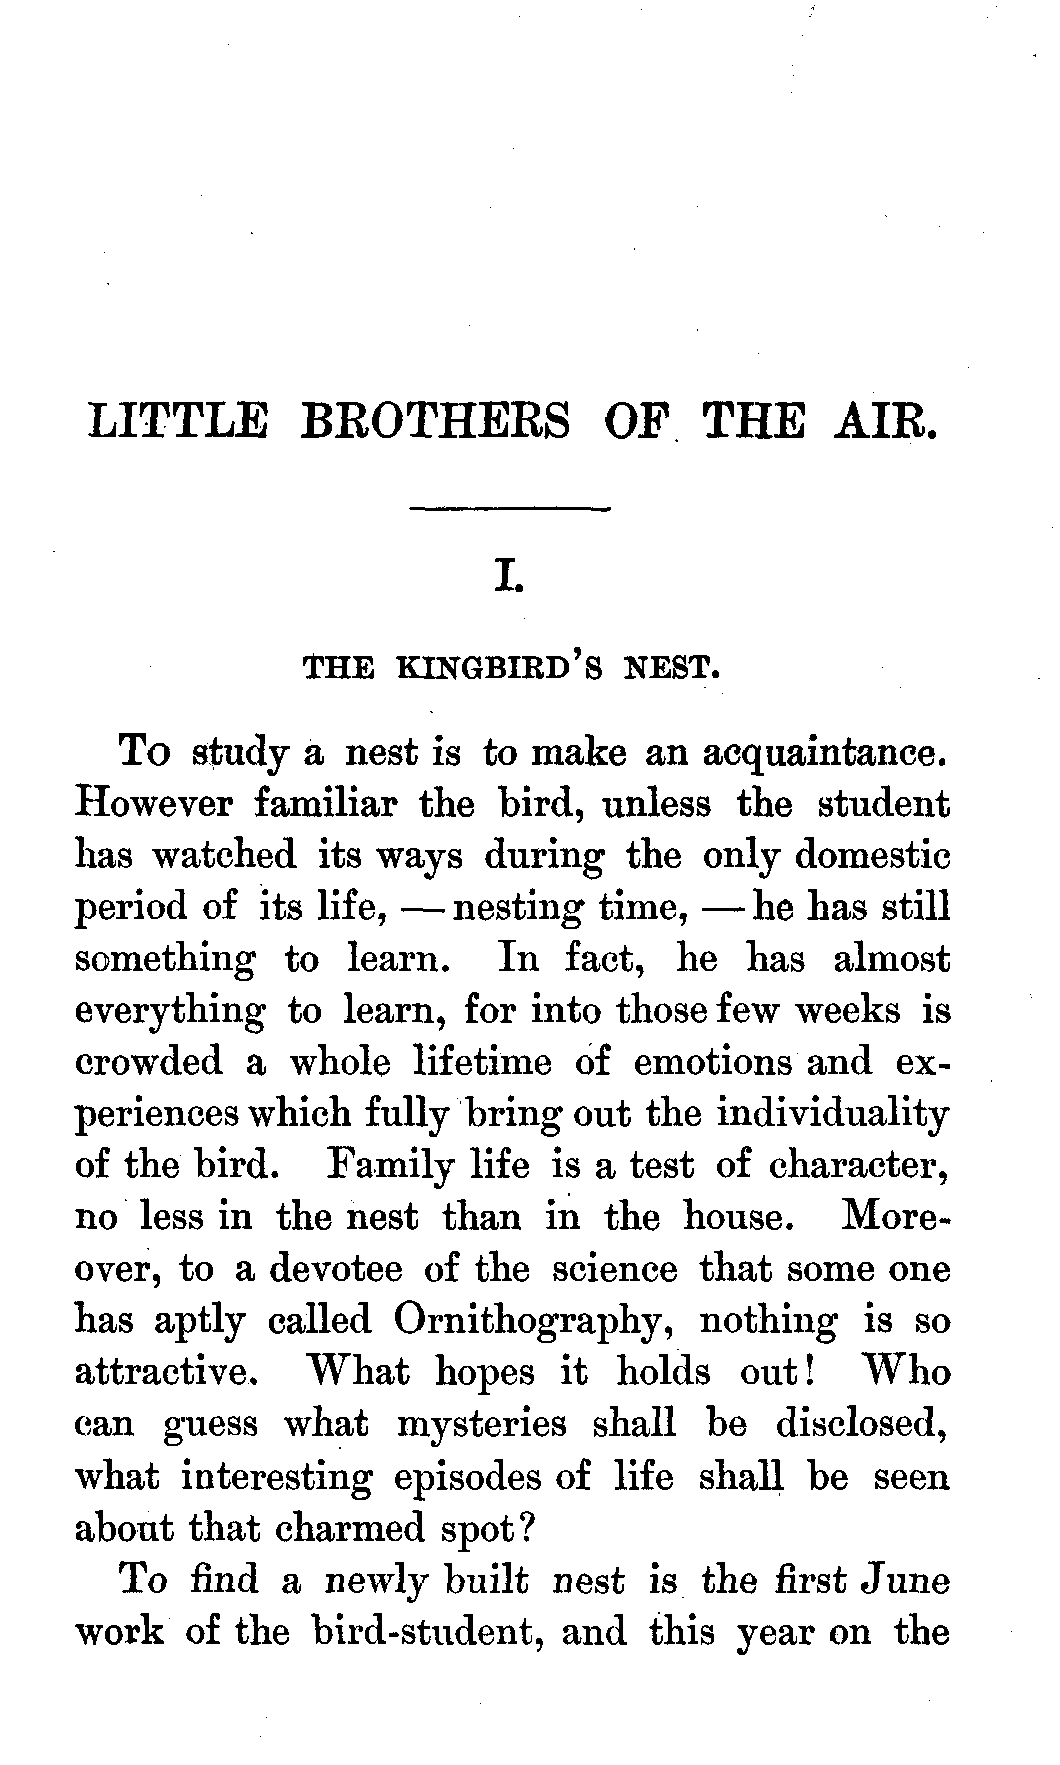 LITTLE BROTHERS OF THE AIR.
I.
THE KINGBIRD'S NEST.
To study a nest is to make an acquaintance.
However familiar the bird, unless the student
has watched its ways during the only domestic
period of its life, — nesting time, — he has still
something to learn. In fact, he has almost
everything to learn, for into those few weeks is
crowded a whole lifetime of emotions and ex-
periences which fully bring out the individuality
of the bird. Family life is a test of character,
no less in the nest than in the house. More-
over, to a devotee of the science that some one
has aptly called Ornithography, nothing is so
attractive. What hopes it holds out! Who
can guess what mysteries shall be disclosed,
what interesting episodes of life shall be seen
about that charmed spot?
To find a newly built nest is the first June
work of the bird-student, and this year on the